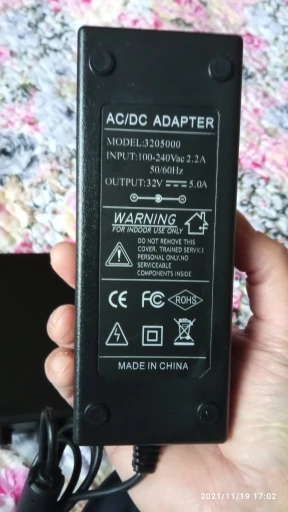 AC/DC ADAPTER
MODEL:3205000
INPUT:100-240Vac 2.2A
50/60Hz
OUTPUT:32V 5.0A
WARNING
FOR INDOOR USE ONLY
DO NOT REMOVE THIS
COVER. TRAINED SERVICE
PERSONAL ONLY.NO
SERVICEABLE
COMPONENTS INSIDE
CE FC ROHS
MADE IN CHINA
2021/11/19 17:02